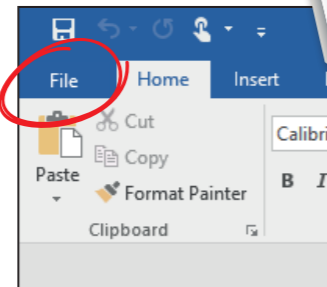 File Home Insert
Cut
Copy
Paste
Format Painter
Clipboard
Calibri
B I